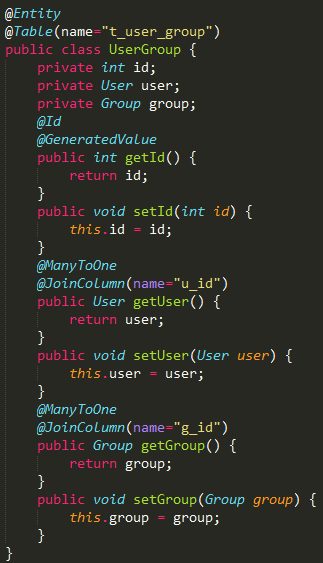 @Entity
@Table(name="t_user_group")
public class UserGroup {
    private int id;
    private User user;
    private Group group;
    @Id
    @GeneratedValue
    public int getId() {
        return id;
    }
    public void setId(int id) {
        this.id = id;
    }
    @ManyToOne
    @JoinColumn(name="u_id")
    public User getUser() {
        return user;
    }
    public void setUser(User user) {
        this.user = user;
    }
    @ManyToOne
    @JoinColumn(name="g_id")
    public Group getGroup() {
        return group;
    }
    public void setGroup(Group group) {
        this.group = group;
    }
}